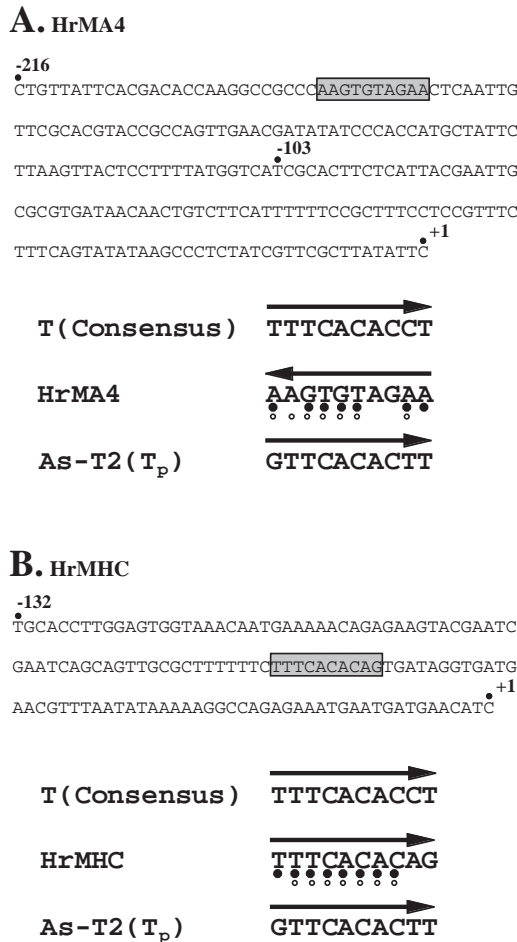 A. HrMA4
-216
CTGTTATTCACGACACCAAGGCCGCCCAAGTGTAGAACTCAATTG
TTCGCACGTACCGCCAGTTGAACGATATATCCCACCATGCTATTC
-103
TTAAGTTACTCCTTTTATGGTCATCGCACTTCTCATTACGAATTG
CGCGTGATAACAACTGTCTTCATTTTTTCCGCTTTCCTCCGTTTC
+1
TTTCAGTATATAAGCCCTCTATCGTTCGCTTATATTC
T(Consensus) TTTCACACCT
HrMA4 AAGTGTAGAA
As-T2(Tp) GTTCACACTT
B. HrMHC
-132
TGCACCTTGGAGTGGTAAACAATGAAAAACAGAGAAGTACGAATC
GAATCAGCAGTTGCGCTTTTTTCTTTCACACAGTGATAGGTGATG
+1
AACGTTTAATATAAAAAGGCCAGAGAAATGAATGATGAACATC
T(Consensus) TTTCACACCT
HrMHC TTTCACACAG
As-T2(Tp) GTTCACACTT